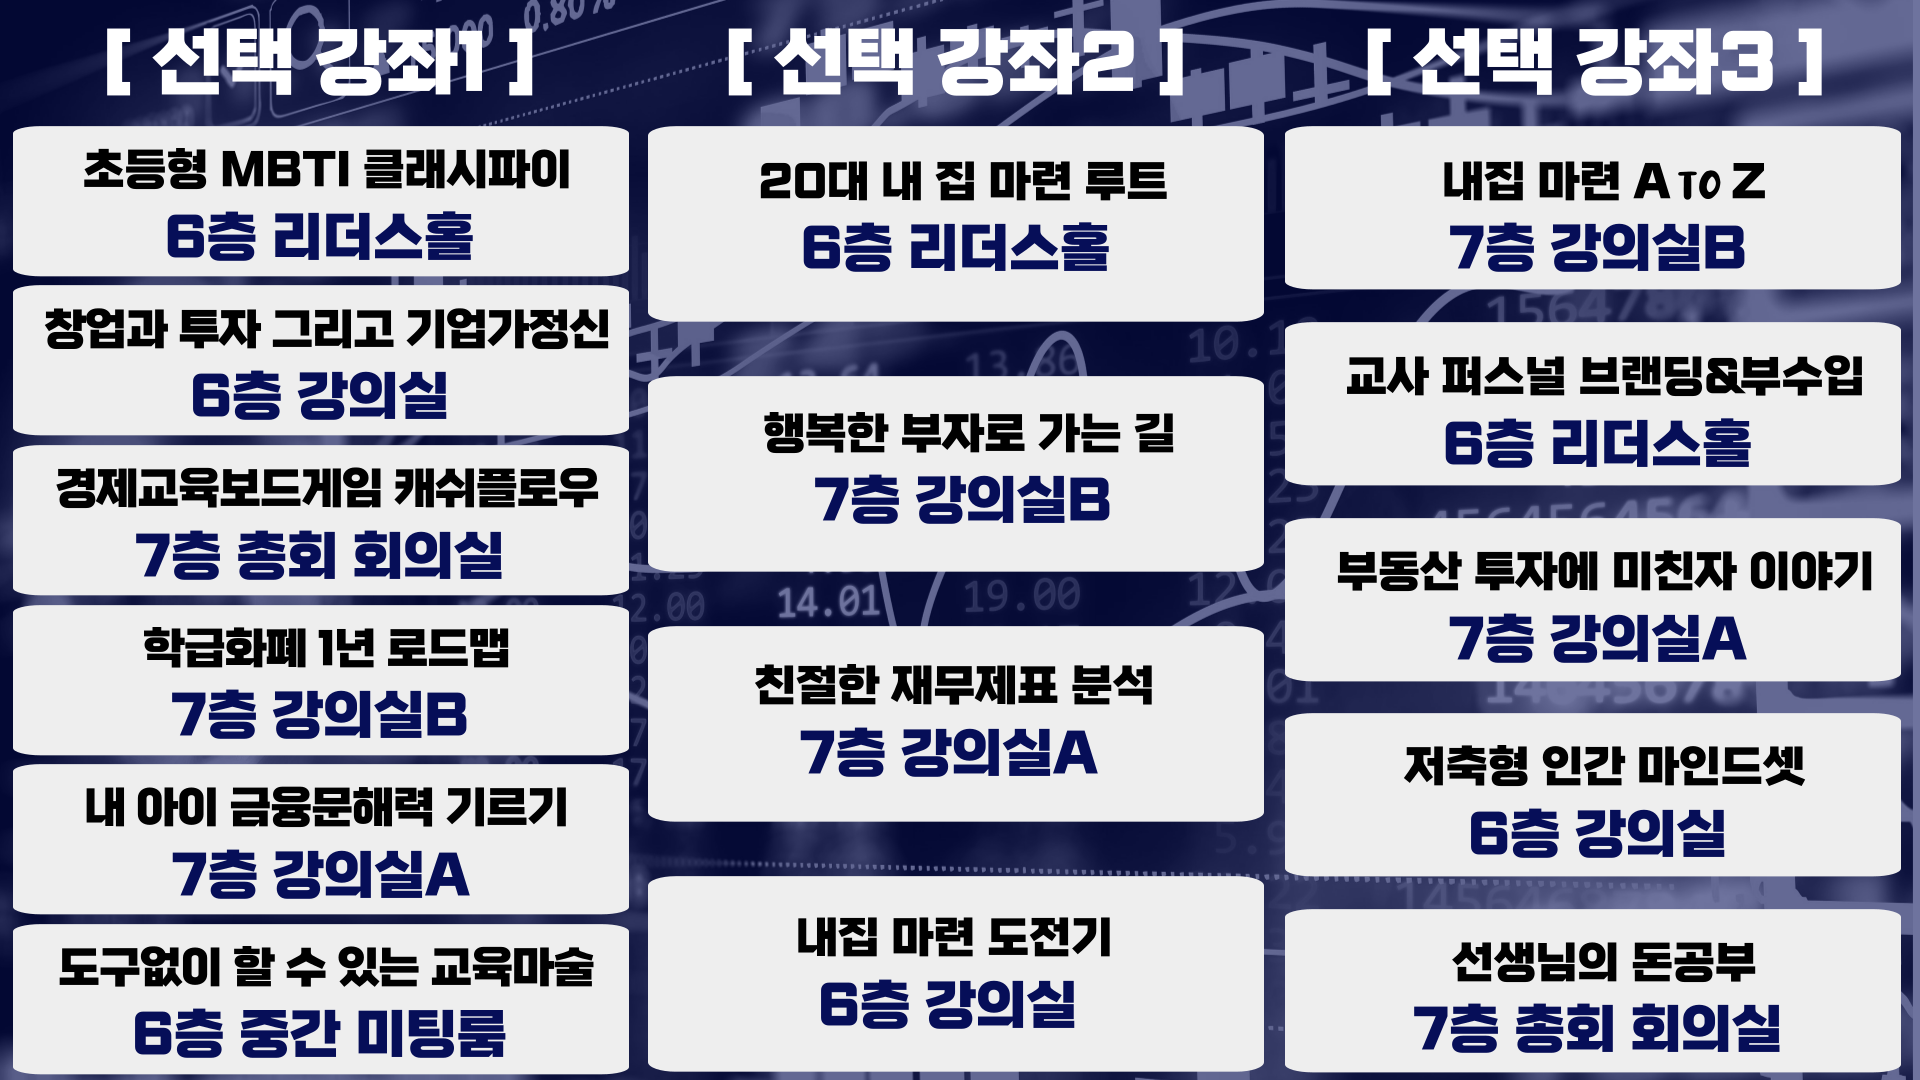 [ 선택 강좌1 ]
초등형 MBTI 클래시파이
6층 리더스홀
창업과 투자 그리고 기업가정신
6층 강의실
경제교육보드게임 캐쉬플로우
7층 총회 회의실
학급화폐 1년 로드맵
7층 강의실B
내 아이 금융문해력 기르기
7층 강의실A
도구없이 할 수 있는 교육마술
6층 중간 미팅룸
[ 선택 강좌2 ]
20대 내 집 마련 루트
6층 리더스홀
행복한 부자로 가는 길
7층 강의실B
친절한 재무제표 분석
7층 강의실A
내집 마련 도전기
6층 강의실
[ 선택 강좌3 ]
내집 마련 A TO Z
7층 강의실B
교사 퍼스널 브랜딩&부수입
6층 리더스홀
부동산 투자에 미친자 이야기
7층 강의실A
저축형 인간 마인드셋
6층 강의실
선생님의 돈공부
7층 총회 회의실
0.80%
13.86
14.01
19.00